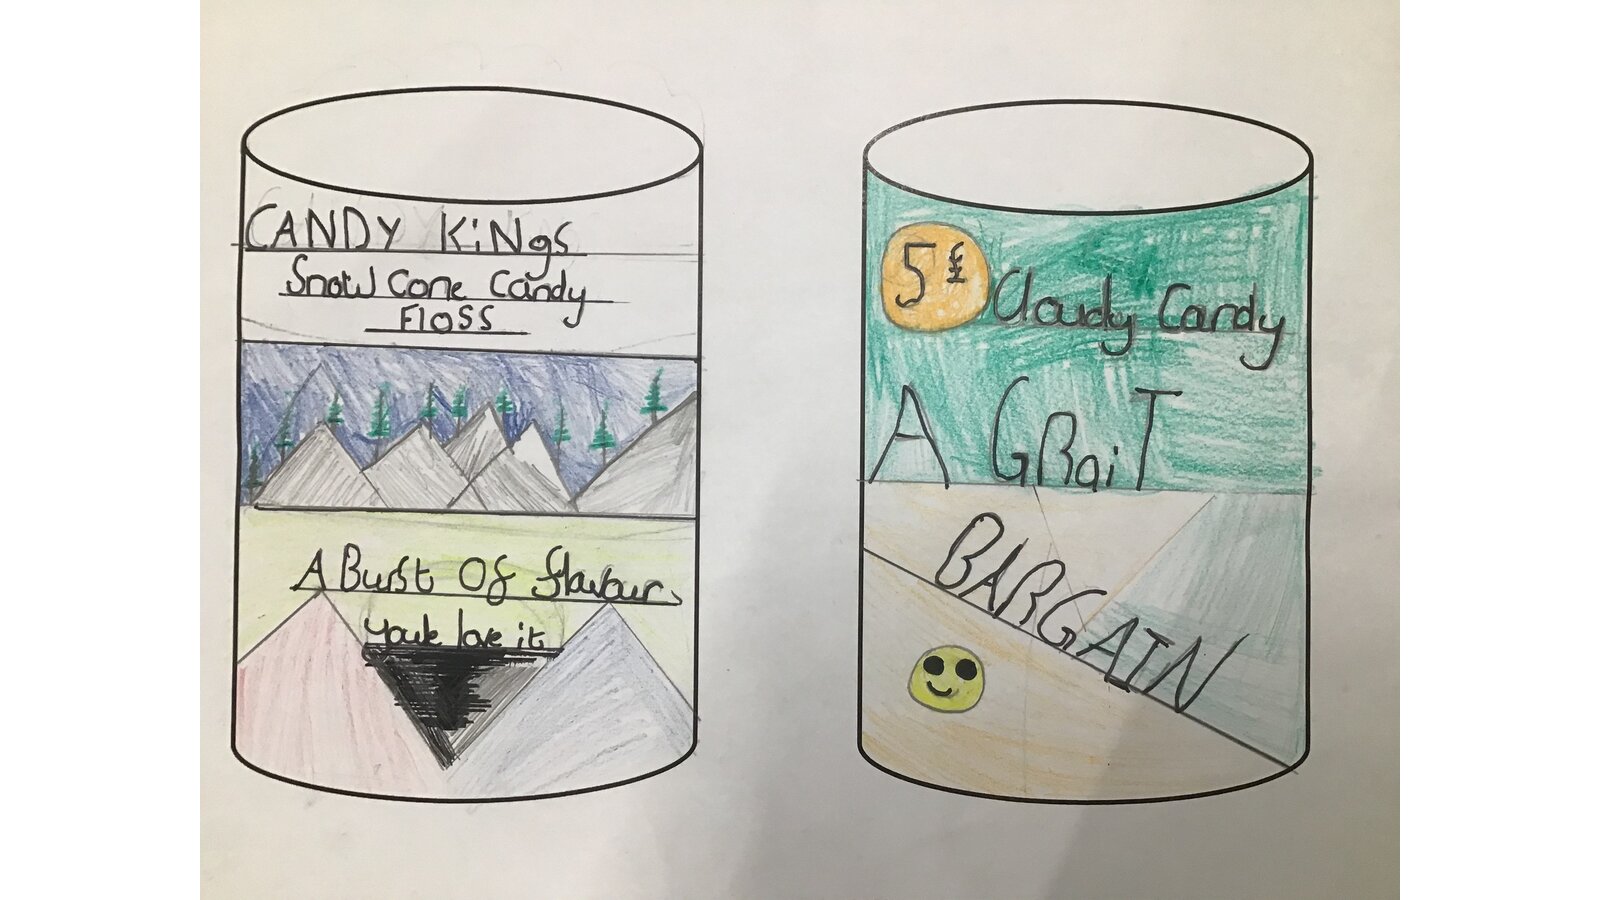 CANDY KiNgs
Snow Cone Candy
Floss
A Burst Of flavour
youle love it
5£
Cloudy Candy
A GRaiT
BARGAIN